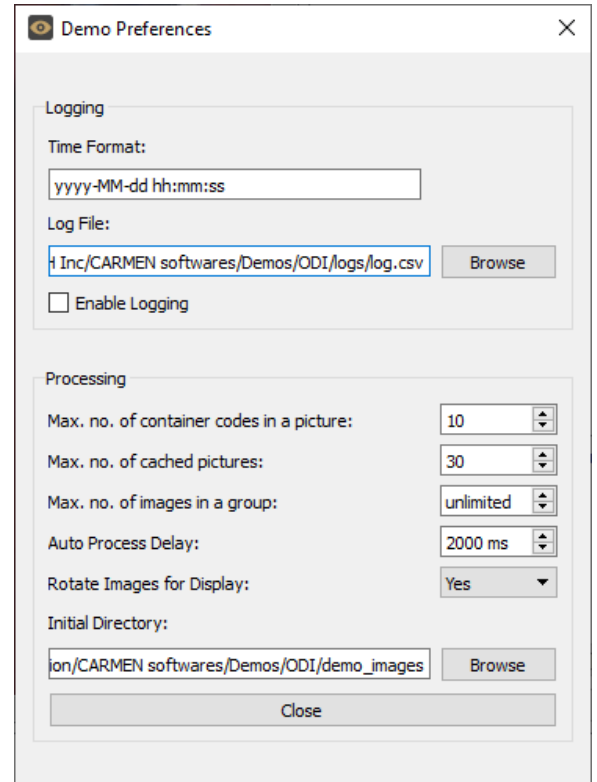 Demo Preferences
Logging
Time Format:
yyyy-MM-dd hh:mm:ss
Log File:
Inc/CARMEN softwares/Demos/ODI/logs/log.csv Browse
Enable Logging
Processing
Max. no. of container codes in a picture: 10
Max. no. of cached pictures: 30
Max. no. of images in a group: unlimited
Auto Process Delay: 2000 ms
Rotate Images for Display: Yes
Initial Directory:
ion/CARMEN softwares/Demos/ODI/demo_images Browse
Close